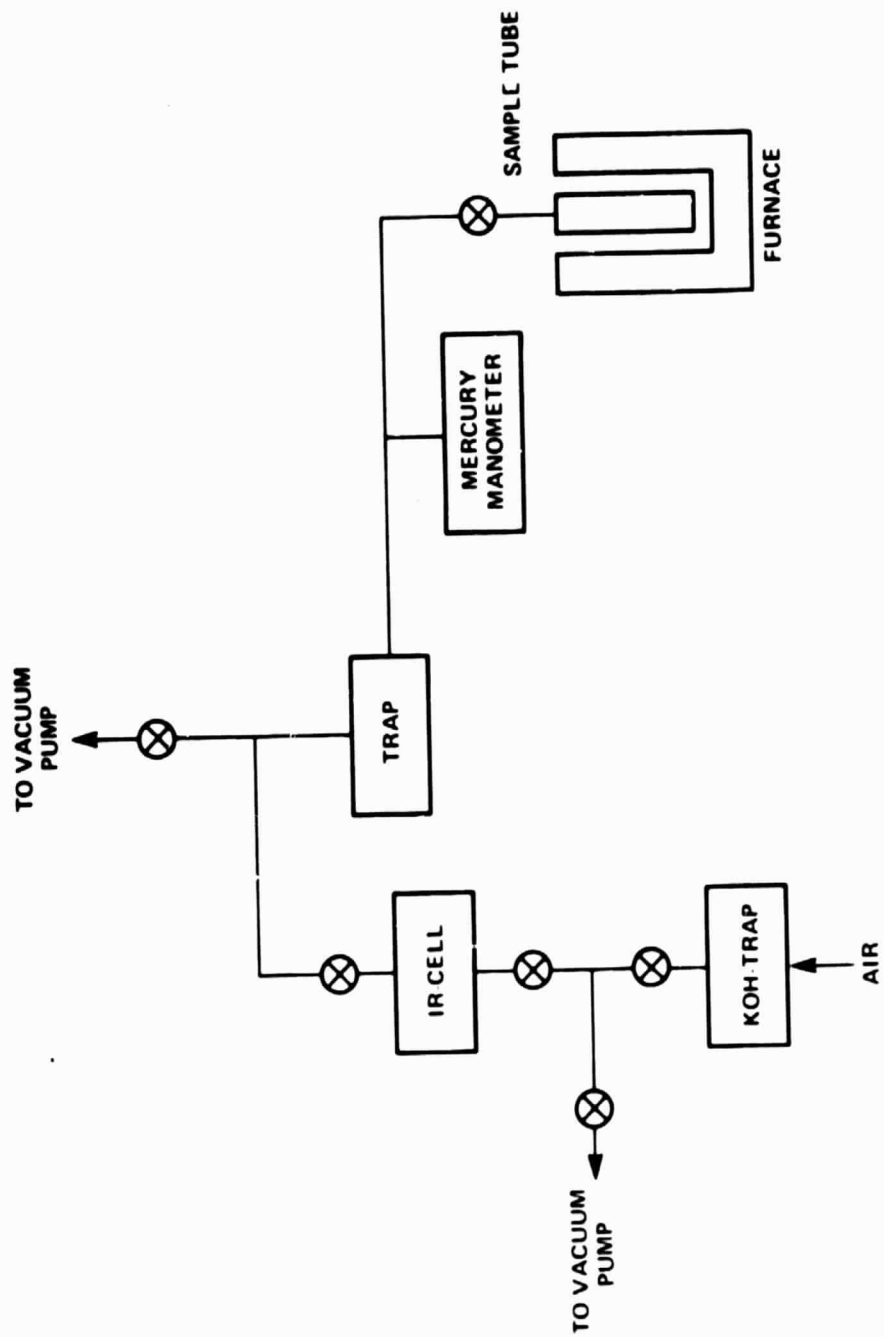 TO VACUUM
PUMP
SAMPLE TUBE
FURNACE
MERCURY
MANOMETER
TRAP
IR-CELL
KOH-TRAP
AIR
TO VACUUM
PUMP